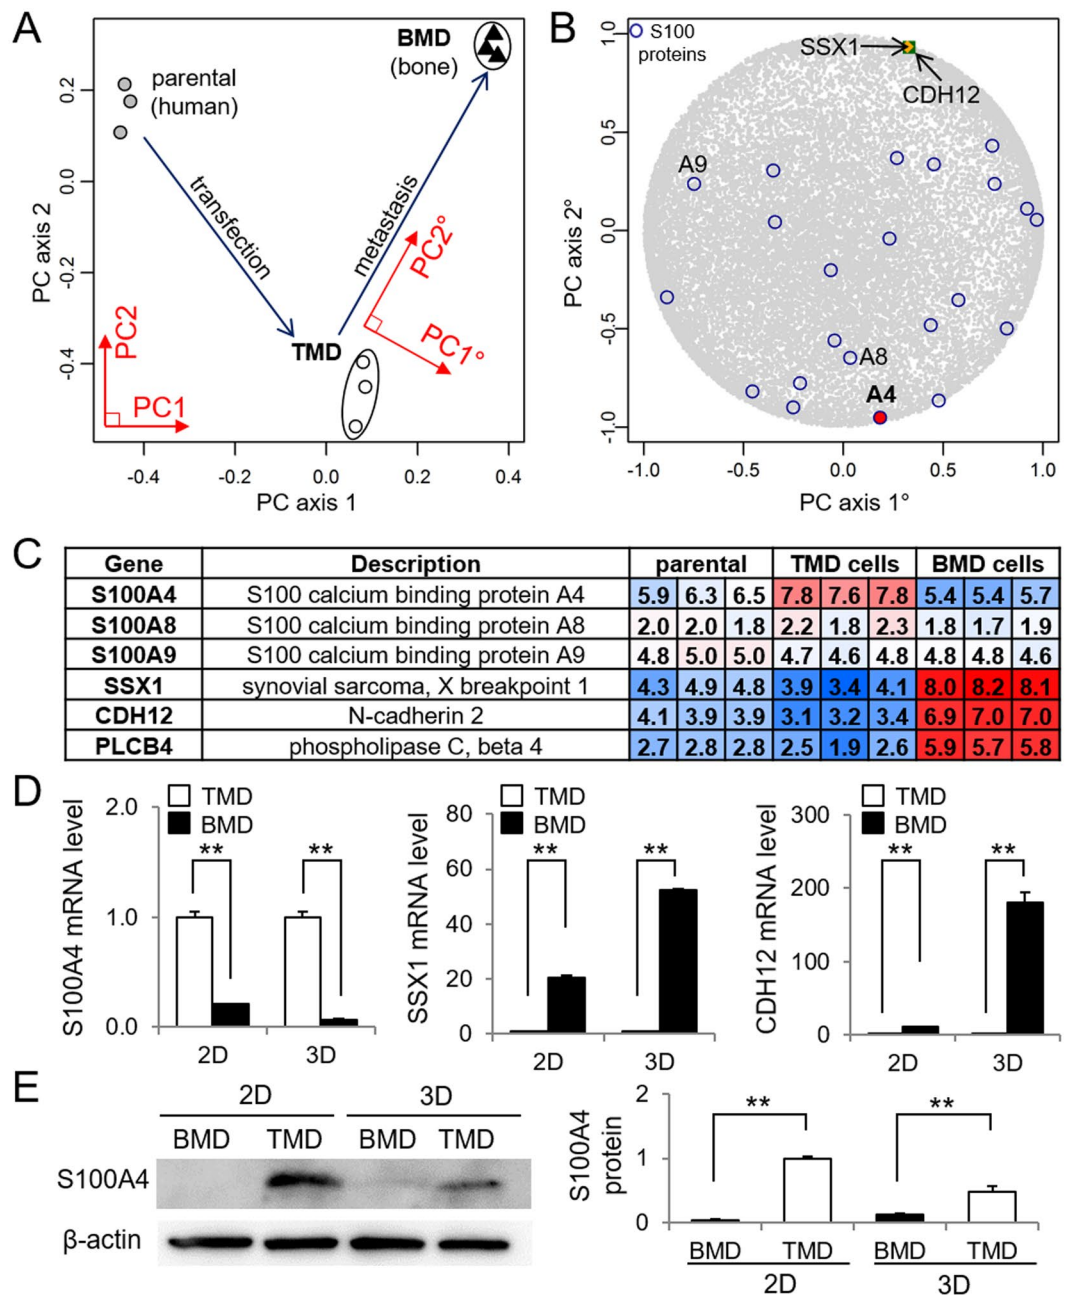 A
BMD
(bone)
parental
(human)
transfection
metastasis
TMD
PC2
PC1
PC2°
PC1°
PC axis 2
0.2
0.0
-0.2
-0.4
-0.4 -0.2 0.0 0.2 0.4
PC axis 1
B
S100
proteins
SSX1
CDH12
A9
A8
A4
PC axis 2°
1.0
0.5
0.0
-0.5
-1.0
-1.0 -0.5 0.0 0.5 1.0
PC axis 1°
C
Gene Description parental TMD cells BMD cells
S100A4 S100 calcium binding protein A4 5.9 6.3 6.5 7.8 7.6 7.8 5.4 5.4 5.7
S100A8 S100 calcium binding protein A8 2.0 2.0 1.8 2.2 1.8 2.3 1.8 1.7 1.9
S100A9 S100 calcium binding protein A9 4.8 5.0 5.0 4.7 4.6 4.8 4.8 4.8 4.6
SSX1 synovial sarcoma, X breakpoint 1 4.3 4.9 4.8 3.9 3.4 4.1 8.0 8.2 8.1
CDH12 N-cadherin 2 4.1 3.9 3.9 3.1 3.2 3.4 6.9 7.0 7.0
PLCB4 phospholipase C, beta 4 2.7 2.8 2.8 2.5 1.9 2.6 5.9 5.7 5.8
D
S100A4 mRNA level
2.0
1.0
0.0
TMD
BMD
** **
2D 3D
SSX1 mRNA level
80
60
40
20
0
TMD
BMD
** **
2D 3D
CDH12 mRNA level
300
200
100
0
TMD
BMD
** **
2D 3D
E
2D 3D
BMD TMD BMD TMD
S100A4
β-actin
S100A4
protein
2
1
0
** **
BMD TMD BMD TMD
2D 3D